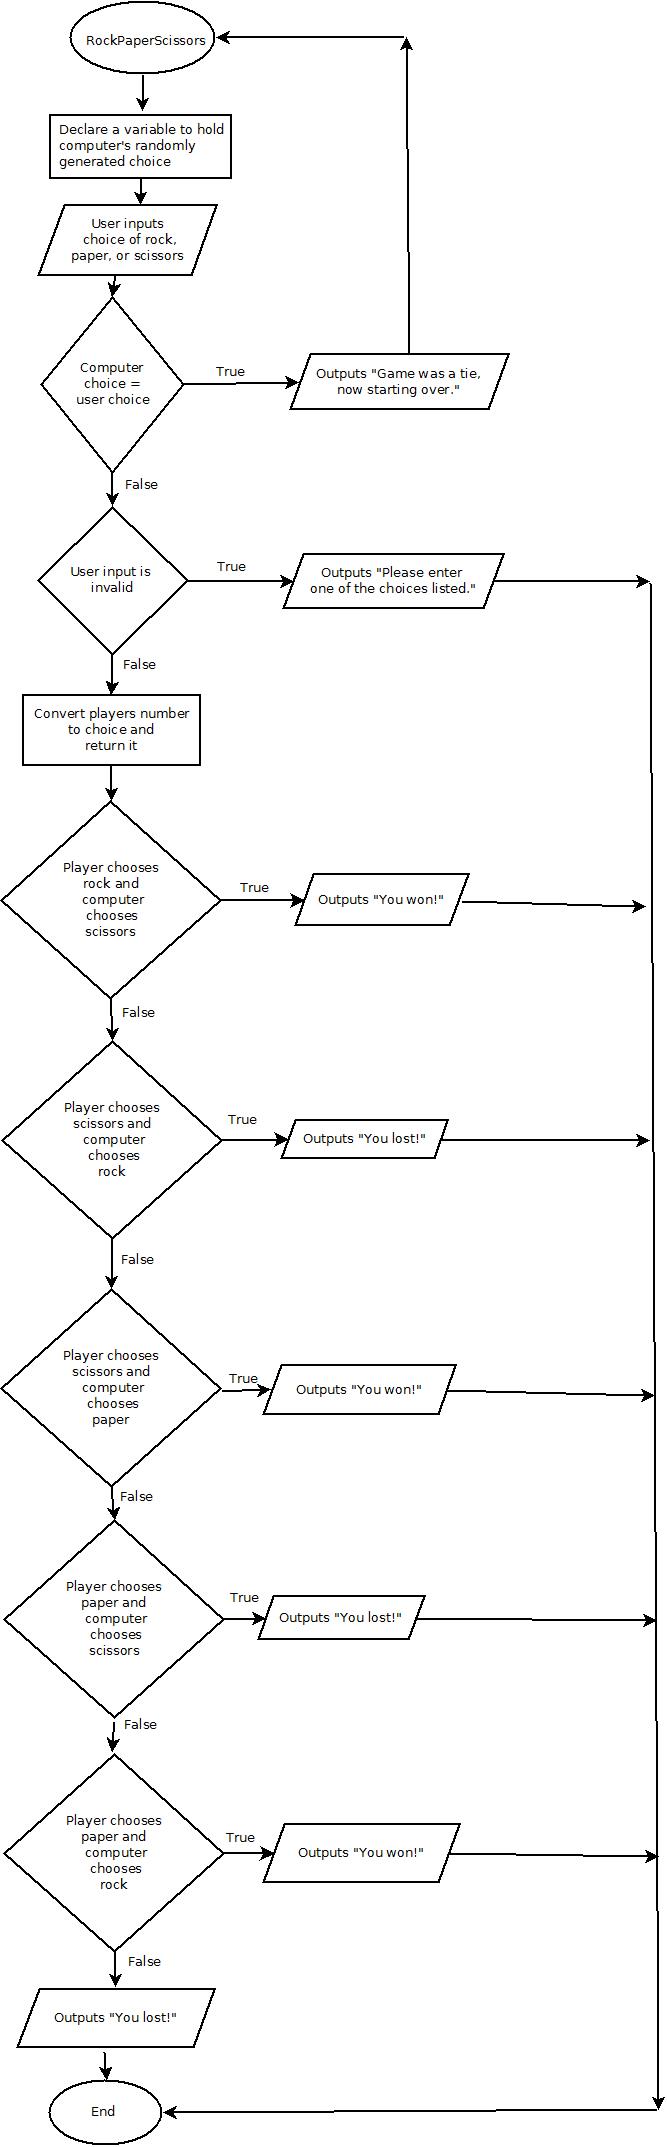 RockPaperScissors
Declare a variable to hold
computer's randomly
generated choice
User inputs
choice of rock,
paper, or scissors
Computer
choice =
user choice
True
Outputs "Game was a tie,
now starting over."
False
User input is
invalid
True
Outputs "Please enter
one of the choices listed."
False
Convert players number
to choice and
return it
Player chooses
rock and
computer
chooses
scissors
True
Outputs "You won!"
False
Player chooses
scissors and
computer
chooses
rock
True
Outputs "You lost!"
False
Player chooses
scissors and
computer
chooses
paper
True
Outputs "You won!"
False
Player chooses
paper and
computer
chooses
scissors
True
Outputs "You lost!"
False
Player chooses
paper and
computer
chooses
rock
True
Outputs "You won!"
False
Outputs "You lost!"
End